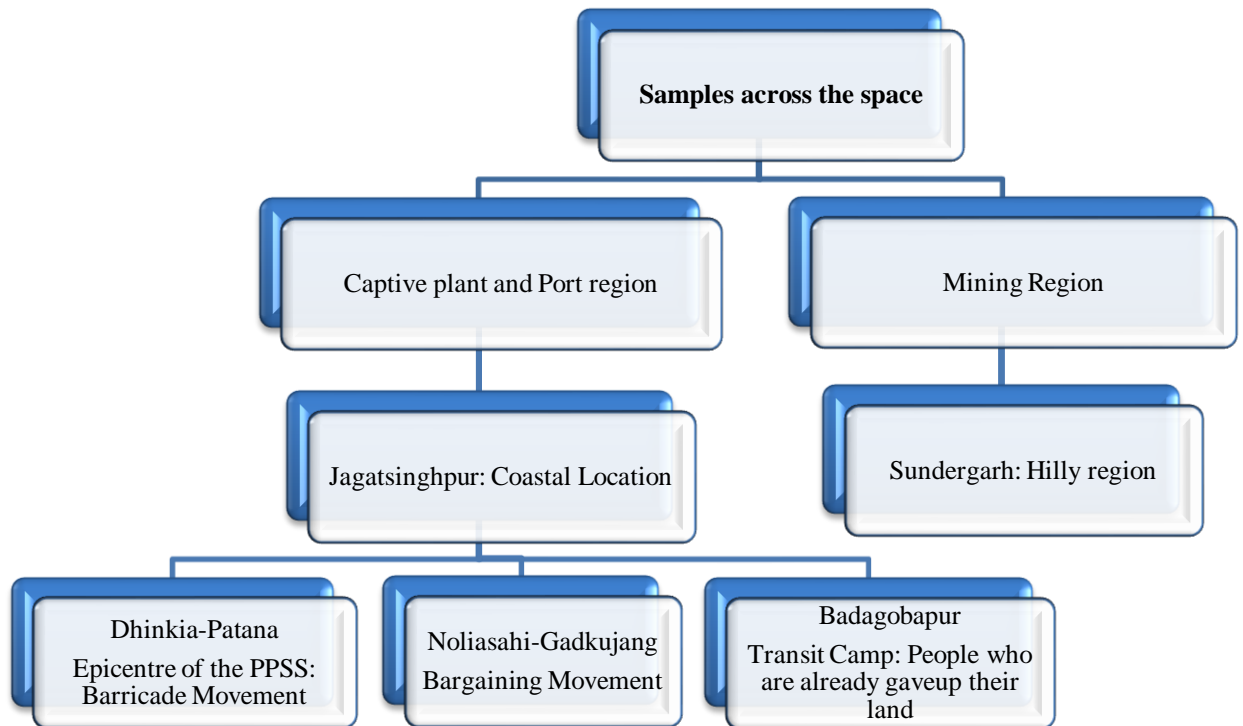 Samples across the space
Captive plant and Port region
Mining Region
Jagatsinghpur: Coastal Location
Sundergarh: Hilly region
Dhinkia-Patana
Epicentre of the PPSS:
Barricade Movement
Noliasahi-Gadkujang
Bargaining Movement
Badagobapur
Transit Camp: People who
are already gaveup their
land